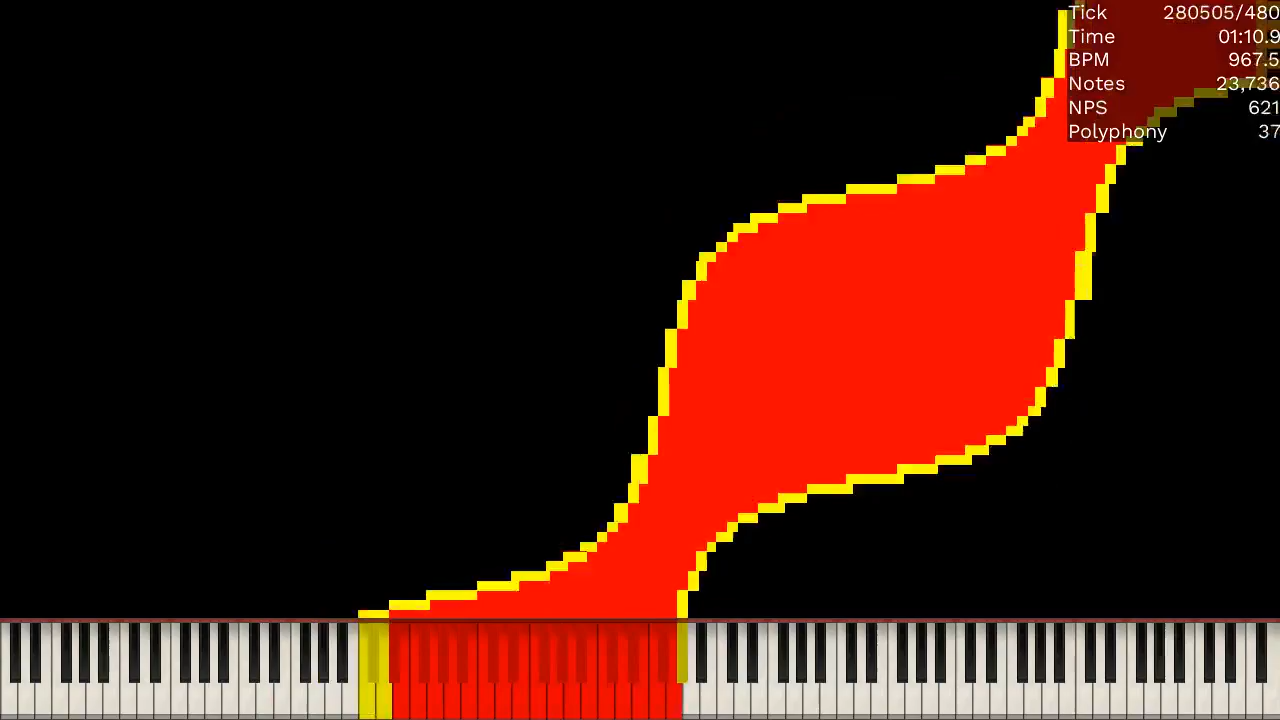 Tick 280505/480
Time 01:10.9
BPM 967.5
Notes 23,736
NPS 621
Polyphony 37